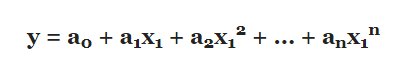 y = a₀ + a₁x₁ + a₂x₁² + ... + aₙx₁ⁿ